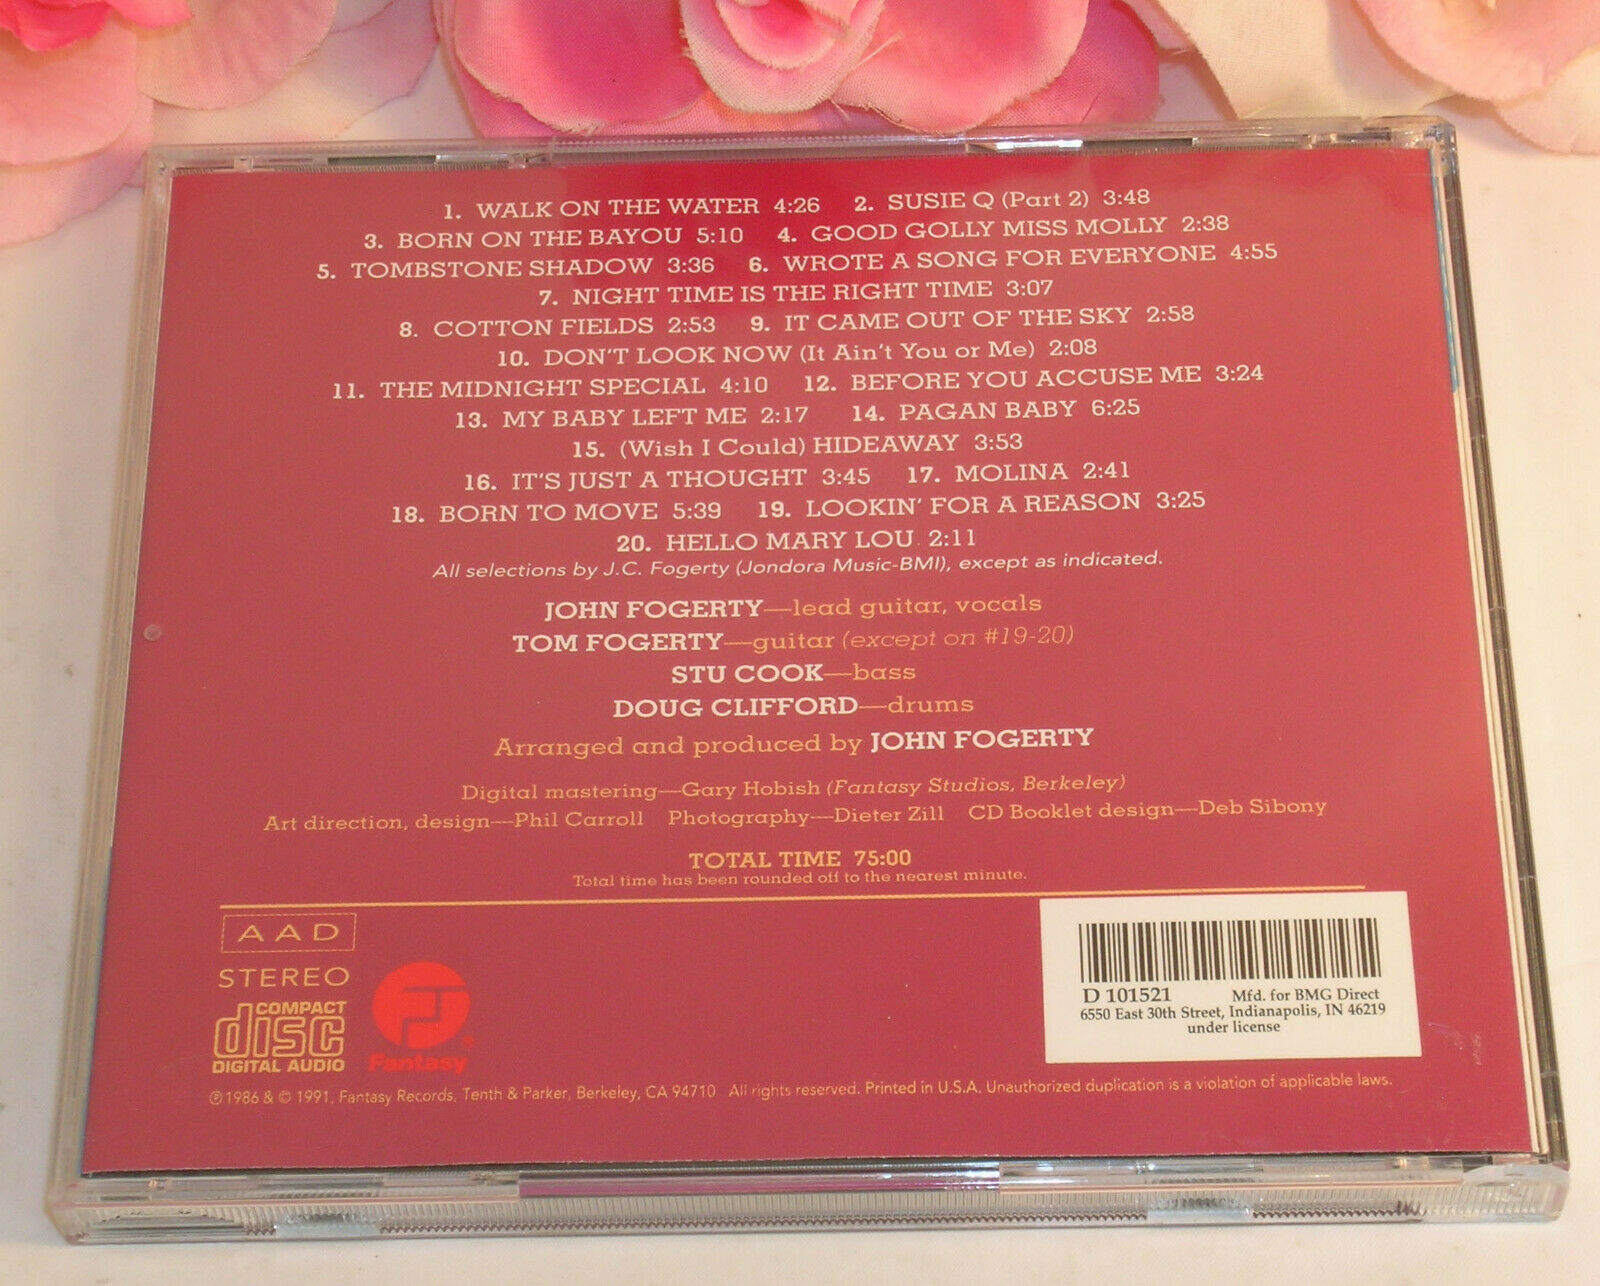 1. WALK ON THE WATER 4:26 2. SUSIE Q (Part 2) 3:48
3. BORN ON THE BAYOU 5:10 4. GOOD GOLLY MISS MOLLY 2:38
5. TOMBSTONE SHADOW 3:36 6. WROTE A SONG FOR EVERYONE 4:55
7. NIGHT TIME IS THE RIGHT TIME 3:07
8. COTTON FIELDS 2:53 9. IT CAME OUT OF THE SKY 2:58
10. DON'T LOOK NOW (It Ain't You or Me) 2:08
11. THE MIDNIGHT SPECIAL 4:10 12. BEFORE YOU ACCUSE ME 3:24
13. MY BABY LEFT ME 2:17 14. PAGAN BABY 6:25
15. (Wish I Could) HIDEAWAY 3:53
16. IT'S JUST A THOUGHT 3:45 17. MOLINA 2:41
18. BORN TO MOVE 5:39 19. LOOKIN' FOR A REASON 3:25
20. HELLO MARY LOU 2:11
All selections by J.C. Fogerty (Jondora Music-BMI), except as indicated.
JOHN FOGERTY—lead guitar, vocals
TOM FOGERTY—guitar (except on #19-20)
STU COOK—bass
DOUG CLIFFORD—drums
Arranged and produced by JOHN FOGERTY
Digital mastering—Gary Hobish (Fantasy Studios, Berkeley)
Art direction, design—Phil Carroll Photography—Dieter Zill CD Booklet design—Deb Sibony
TOTAL TIME 75:00
Total time has been rounded off to the nearest minute.
AAD
STEREO
COMPACT
disc
DIGITAL AUDIO
Fantasy®
D 101521 Mfd. for BMG Direct
6550 East 30th Street, Indianapolis, IN 46219
under license
℗ 1986 & © 1991, Fantasy Records, Tenth & Parker, Berkeley, CA 94710 All rights reserved. Printed in U.S.A. Unauthorized duplication is a violation of applicable laws.